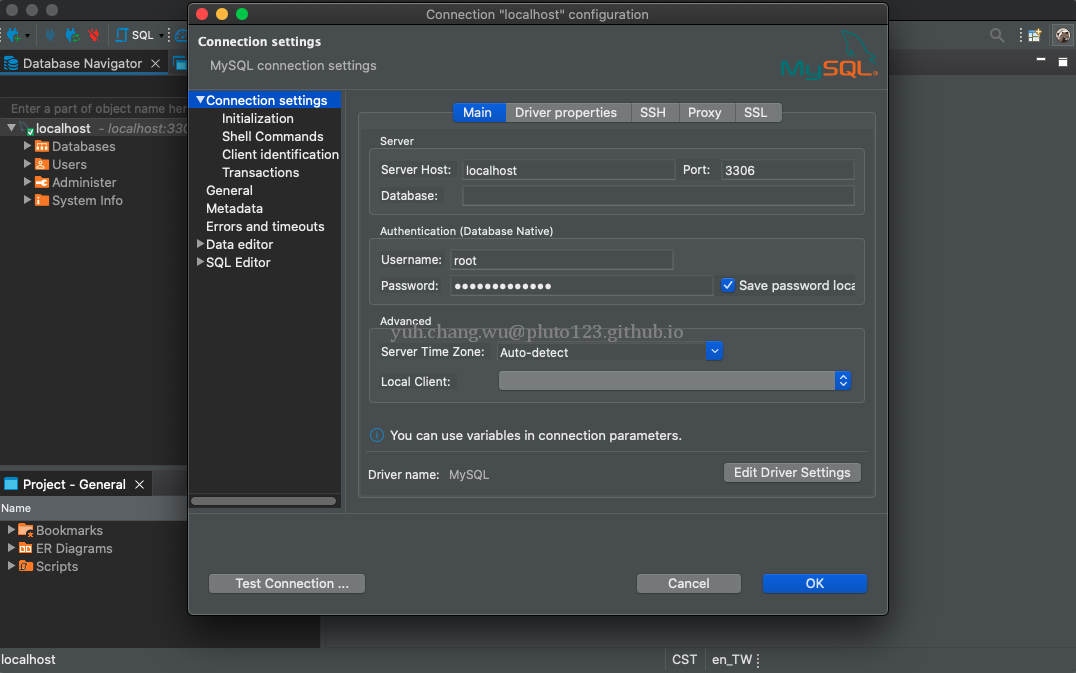 Connection "localhost" configuration
SQL
Database Navigator
Connection settings
MySQL connection settings
MySQL
Enter a part of object name her
localhost - localhost:330
Databases
Users
Administer
System Info
Connection settings
Initialization
Shell Commands
Client identification
Transactions
General
Metadata
Errors and timeouts
Data editor
SQL Editor
Main Driver properties SSH Proxy SSL
Server
Server Host: localhost Port: 3306
Database:
Authentication (Database Native)
Username: root
Password: ●●●●●●●●●●●●● Save password loca
Advanced
yuh.chang.wu@pluto123.github.io
Server Time Zone: Auto-detect
Local Client:
You can use variables in connection parameters.
Driver name: MySQL Edit Driver Settings
Project - General
Name
Bookmarks
ER Diagrams
Scripts
Test Connection ... Cancel OK
localhost CST en_TW